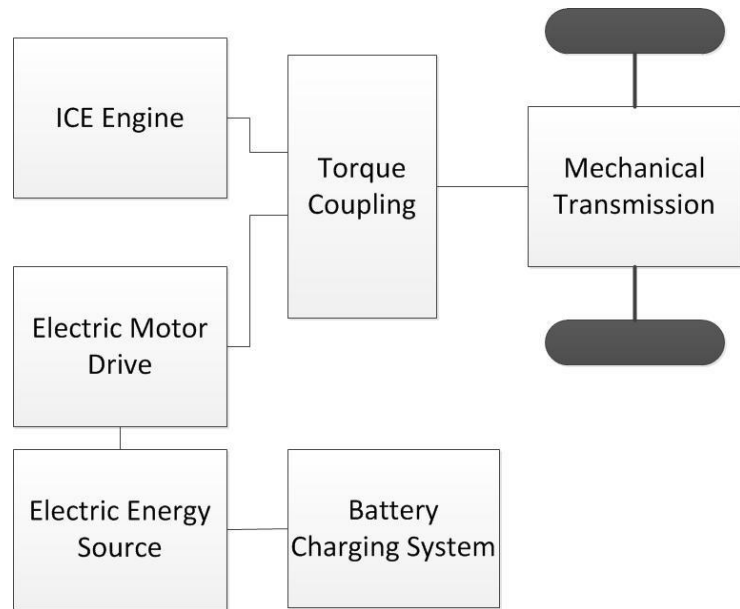 ICE Engine
Torque
Coupling
Mechanical
Transmission
Electric Motor
Drive
Electric Energy
Source
Battery
Charging System